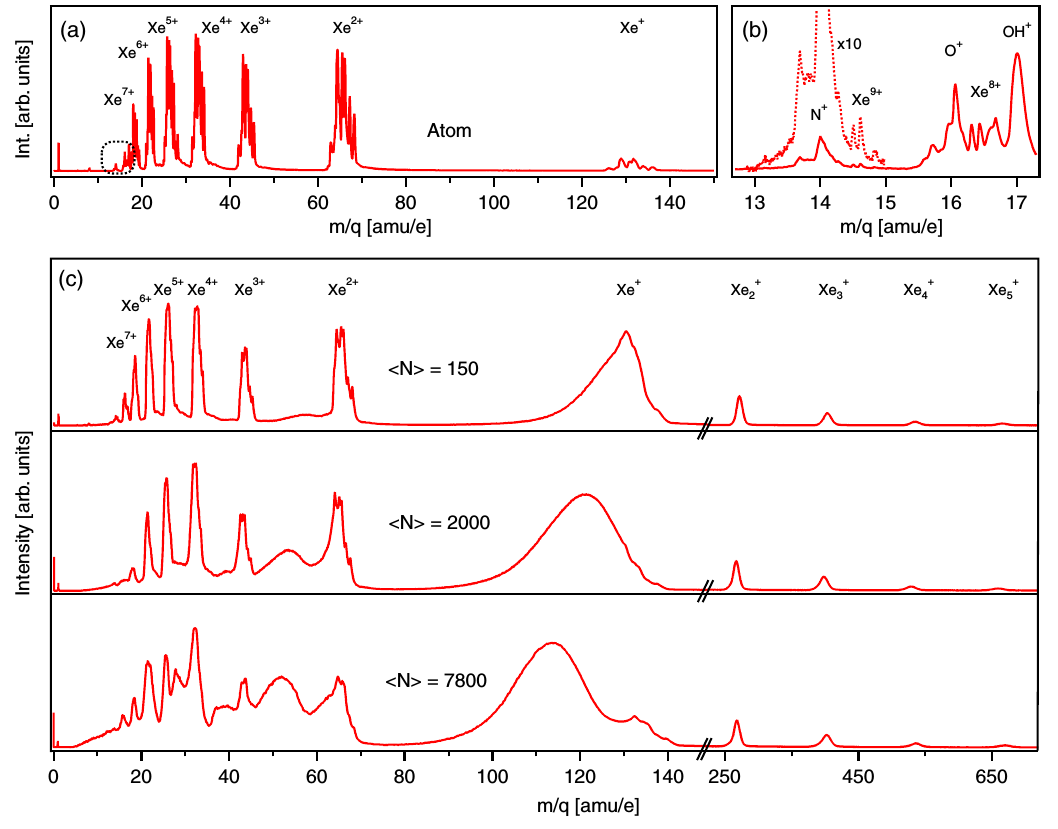 (a)
Xe⁷⁺
Xe⁶⁺
Xe⁵⁺
Xe⁴⁺
Xe³⁺
Xe²⁺
Xe⁺
Atom
Int. [arb. units]
0 20 40 60 80 100 120 140
m/q [amu/e]
(b)
x10
N⁺
Xe⁹⁺
O⁺
Xe⁸⁺
OH⁺
13 14 15 16 17
m/q [amu/e]
(c)
Xe⁷⁺
Xe⁶⁺
Xe⁵⁺
Xe⁴⁺
Xe³⁺
Xe²⁺
Xe⁺
Xe₂⁺
Xe₃⁺
Xe₄⁺
Xe₅⁺
<N> = 150
<N> = 2000
<N> = 7800
Intensity [arb. units]
0 20 40 60 80 100 120 140 250 450 650
m/q [amu/e]